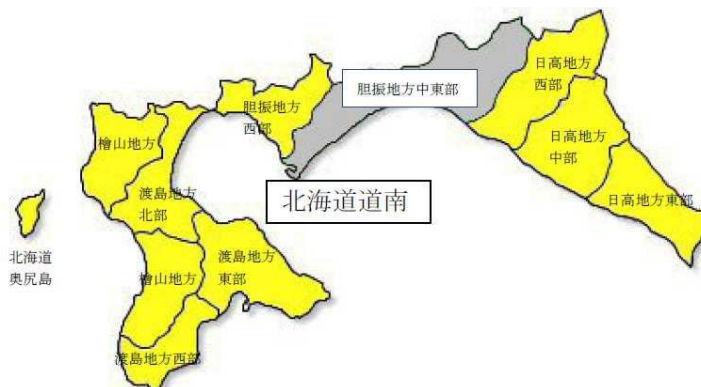 日高地方
西部
胆振地方中東部
胆振地方
西部
檜山地方
日高地方
中部
渡島地方
北部
北海道道南
日高地方東部
北海道
奥尻島
檜山地方
渡島地方
東部
渡島地方西部